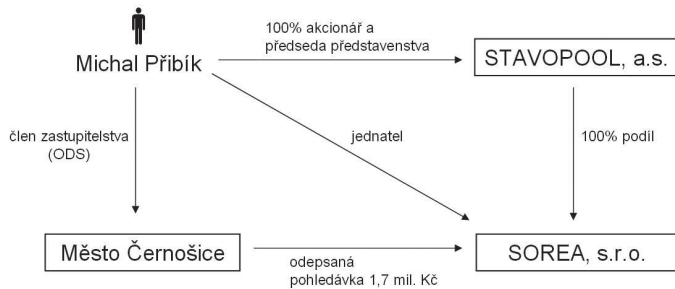 100% akcionář a
předseda představenstva
Michal Přibík
STAVOPOOL, a.s.
člen zastupitelstva
(ODS)
jednatel
100% podíl
Město Černošice
SOREA, s.r.o.
odepsaná
pohledávka 1,7 mil. Kč